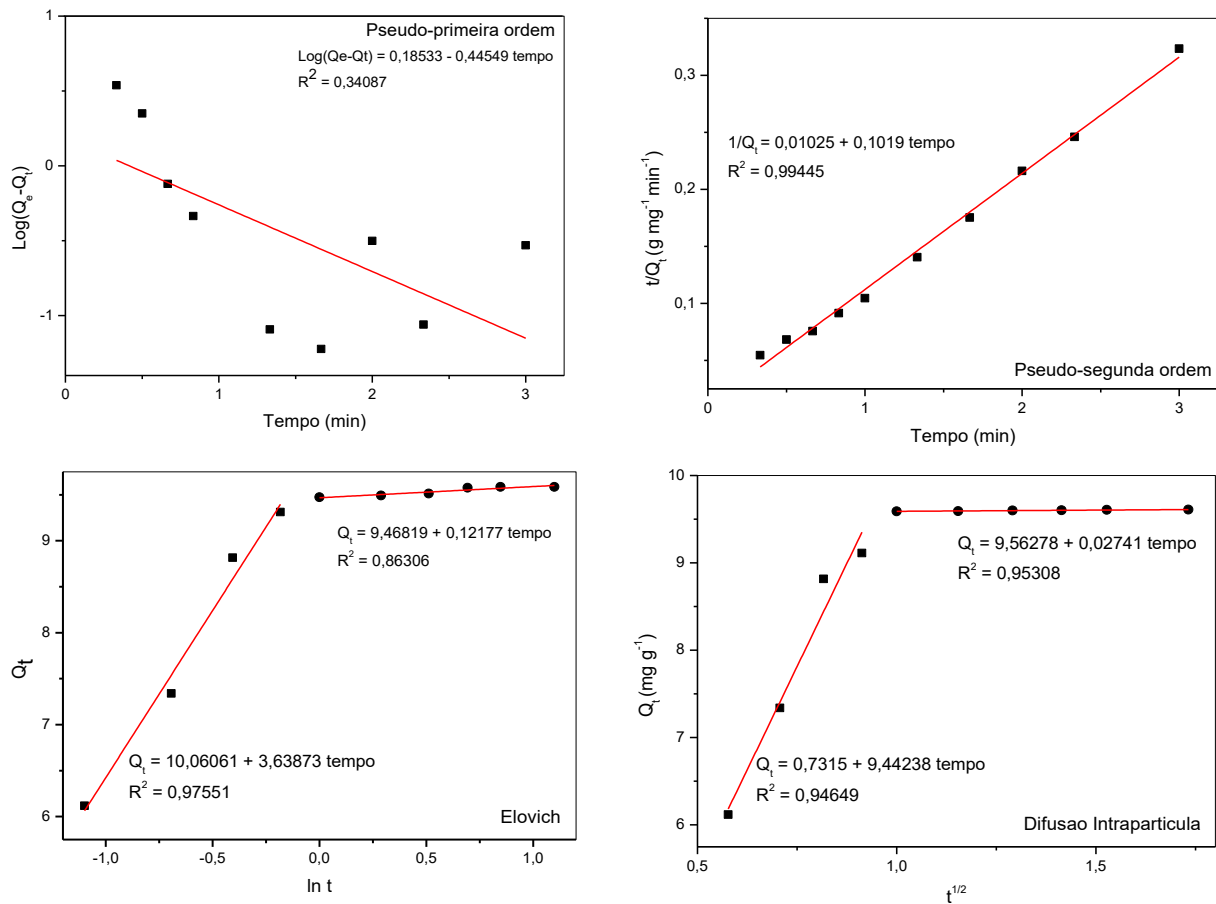 Pseudo-primeira ordem
Log(Qe-Qt) = 0,18533 - 0,44549 tempo
R² = 0,34087
1
0
-1
Log(Qₑ-Qₜ)
0
1
2
3
Tempo (min)
1/Qₜ = 0,01025 + 0,1019 tempo
R² = 0,99445
0,3
0,2
0,1
t/Qₜ (g mg⁻¹ min⁻¹)
Pseudo-segunda ordem
0
1
2
3
Tempo (min)
Qₜ = 9,46819 + 0,12177 tempo
R² = 0,86306
9
8
7
6
Qt
Qₜ = 10,06061 + 3,63873 tempo
R² = 0,97551
Elovich
-1,0
-0,5
0,0
0,5
1,0
ln t
10
9
8
7
6
Qₜ (mg g⁻¹)
Qₜ = 9,56278 + 0,02741 tempo
R² = 0,95308
Qₜ = 0,7315 + 9,44238 tempo
R² = 0,94649
Difusao Intraparticula
0,5
1,0
1,5
t¹/²